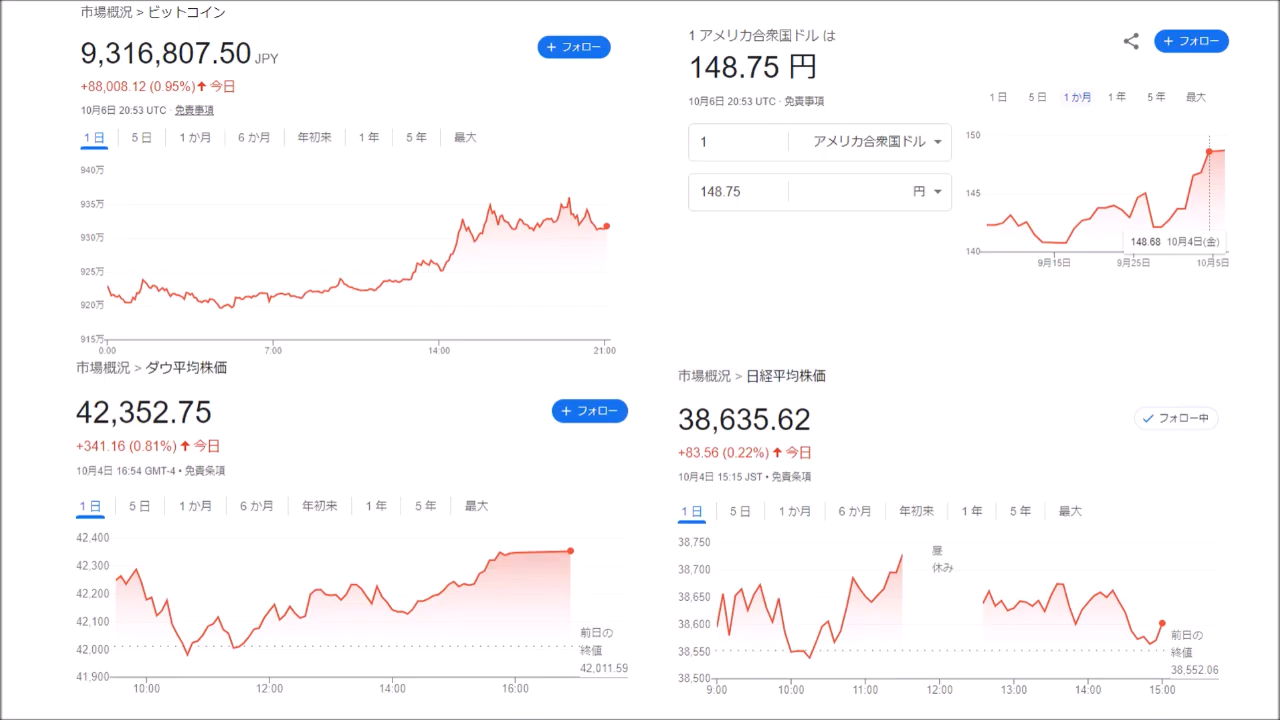 市場概況 > ビットコイン
9,316,807.50 JPY
+ フォロー
+88,008.12 (0.95%)↑ 今日
10月6日 20:53 UTC · 免責事項
1 日 5 日 1 か月 6 か月 年初来 1 年 5 年 最大
940万
935万
930万
925万
920万
915万
0:00 7:00 14:00 21:00
1 アメリカ合衆国ドル は
148.75 円
+ フォロー
10月6日 20:53 UTC · 免責事項
1 アメリカ合衆国ドル
148.75 円
1 日 5 日 1 か月 1 年 5 年 最大
150
145
140
148.68 10月4日(金)
9月15日 9月25日 10月5日
市場概況 > ダウ平均株価
42,352.75
+ フォロー
+341.16 (0.81%) ↑ 今日
10月4日 16:54 GMT-4 • 免責条項
1 日 5 日 1 か月 6 か月 年初来 1 年 5 年 最大
42,400
42,300
42,200
42,100
42,000
41,900
前日の
終値
42,011.59
10:00 12:00 14:00 16:00
市場概況 > 日経平均株価
38,635.62
✓ フォロー中
+83.56 (0.22%) ↑ 今日
10月4日 15:15 JST • 免責条項
1 日 5 日 1 か月 6 か月 年初来 1 年 5 年 最大
38,750
38,700
38,650
38,600
38,550
38,500
昼
休み
前日の
終値
38,552.06
9:00 10:00 11:00 12:00 13:00 14:00 15:00